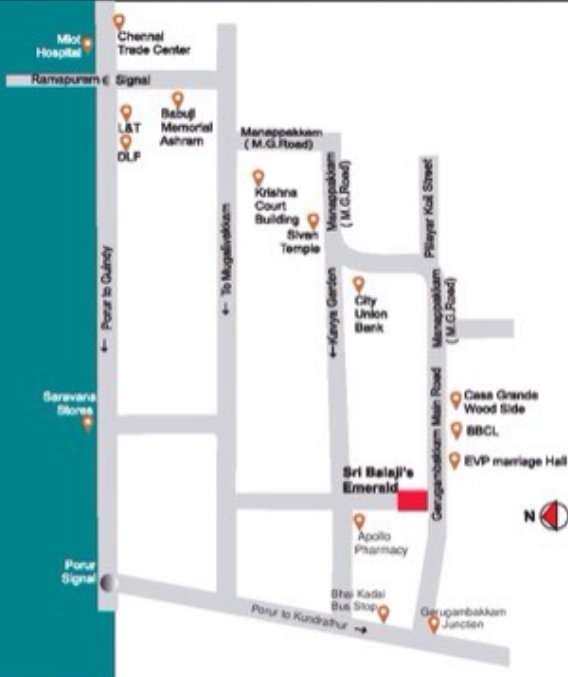 Chennai
Trade Center
Miot
Hospital
Ramapuram Signal
L&T
DLF
Babuji
Memorial
Ashram
Manappakkam
( M.G.Road)
Krishna
Court
Building
Sivan
Temple
Manappakkam
( M.G.Road)
Pillayar Koil Street
← Porur to Guindy
← To Mugalivakkam
← Kavya Garden
City
Union
Bank
Manappakkam
( M.G.Road)
Saravana
Stores
Gerugambakkam Main Road
Casa Grande
Wood Side
BBCL
EVP marriage Hall
Sri Balaji's
Emerald
N
Apollo
Pharmacy
Porur
Signal
Bhai Kadai
Bus Stop
Porur to Kundrathur →
Gerugambakkam
Junction